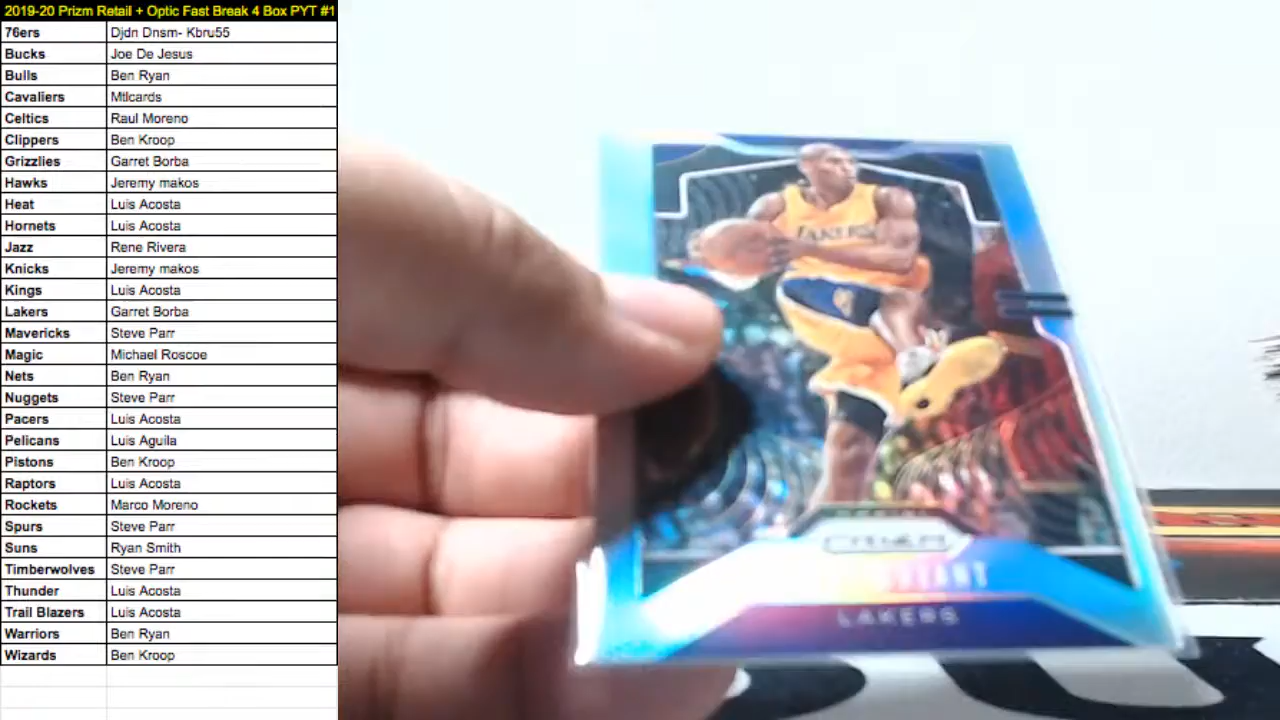 2019-20 Prizm Retail + Optic Fast Break 4 Box PYT #1
76ers Djdn Dnsm- Kbru55
Bucks Joe De Jesus
Bulls Ben Ryan
Cavaliers Mtlcards
Celtics Raul Moreno
Clippers Ben Kroop
Grizzlies Garret Borba
Hawks Jeremy makos
Heat Luis Acosta
Hornets Luis Acosta
Jazz Rene Rivera
Knicks Jeremy makos
Kings Luis Acosta
Lakers Garret Borba
Mavericks Steve Parr
Magic Michael Roscoe
Nets Ben Ryan
Nuggets Steve Parr
Pacers Luis Acosta
Pelicans Luis Aguila
Pistons Ben Kroop
Raptors Luis Acosta
Rockets Marco Moreno
Spurs Steve Parr
Suns Ryan Smith
Timberwolves Steve Parr
Thunder Luis Acosta
Trail Blazers Luis Acosta
Warriors Ben Ryan
Wizards Ben Kroop
LAKERS
PRIZM
LAKERS